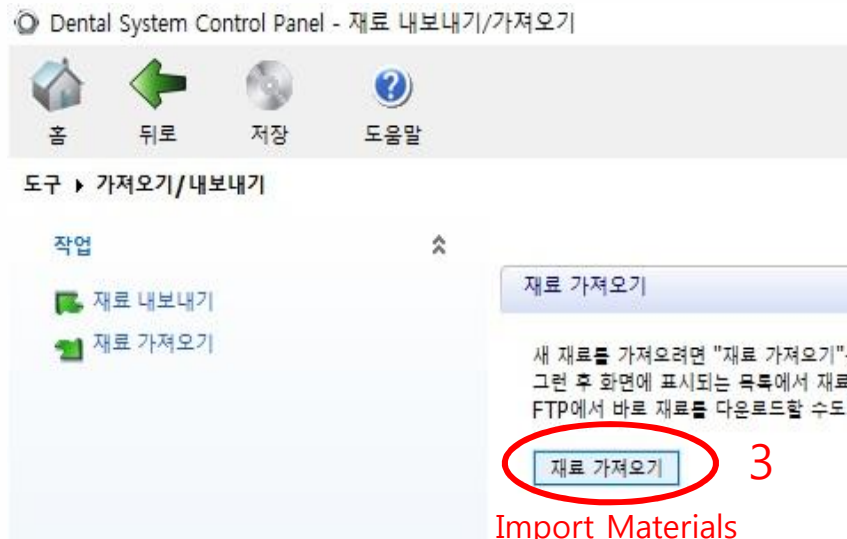 Dental System Control Panel - 재료 내보내기/가져오기
홈 뒤로 저장 도움말
도구 ▸ 가져오기/내보내기
작업
재료 내보내기
재료 가져오기
재료 가져오기
새 재료를 가져오려면 "재료 가져오기"
그런 후 화면에 표시되는 목록에서 재료
FTP에서 바로 재료를 다운로드할 수도
재료 가져오기 3
Import Materials